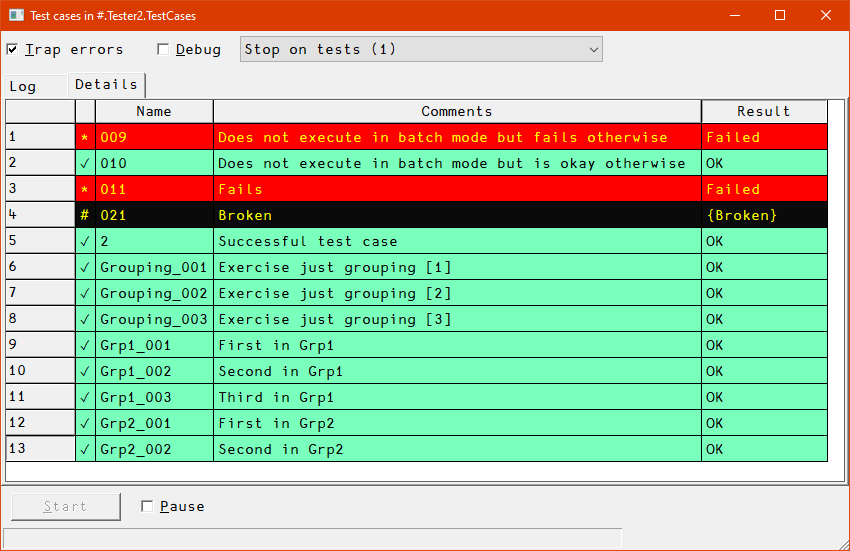 Test cases in #.Tester2.TestCases
Trap errors Debug Stop on tests (1)
Log Details
Name Comments Result
1 * 009 Does not execute in batch mode but fails otherwise Failed
2 ✓ 010 Does not execute in batch mode but is okay otherwise OK
3 * 011 Fails Failed
4 # 021 Broken {Broken}
5 ✓ 2 Successful test case OK
6 ✓ Grouping_001 Exercise just grouping [1] OK
7 ✓ Grouping_002 Exercise just grouping [2] OK
8 ✓ Grouping_003 Exercise just grouping [3] OK
9 ✓ Grp1_001 First in Grp1 OK
10 ✓ Grp1_002 Second in Grp1 OK
11 ✓ Grp1_003 Third in Grp1 OK
12 ✓ Grp2_001 First in Grp2 OK
13 ✓ Grp2_002 Second in Grp2 OK
Start Pause